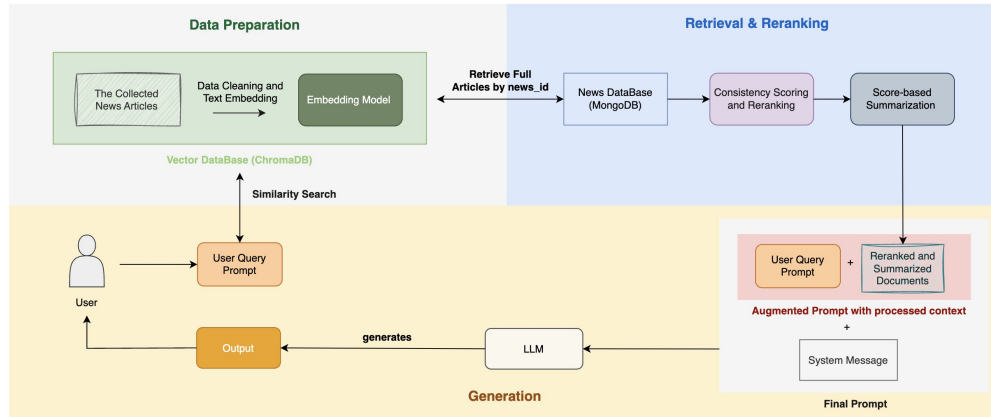 Data Preparation
Retrieval & Reranking
The Collected
News Articles
Data Cleaning and
Text Embedding
Embedding Model
Vector DataBase (ChromaDB)
Retrieve Full
Articles by news_id
News DataBase
(MongoDB)
Consistency Scoring
and Reranking
Score-based
Summarization
Similarity Search
User
User Query
Prompt
User Query
Prompt
+
Reranked and
Summarized
Documents
Augmented Prompt with processed context
+
System Message
Final Prompt
LLM
generates
Output
Generation